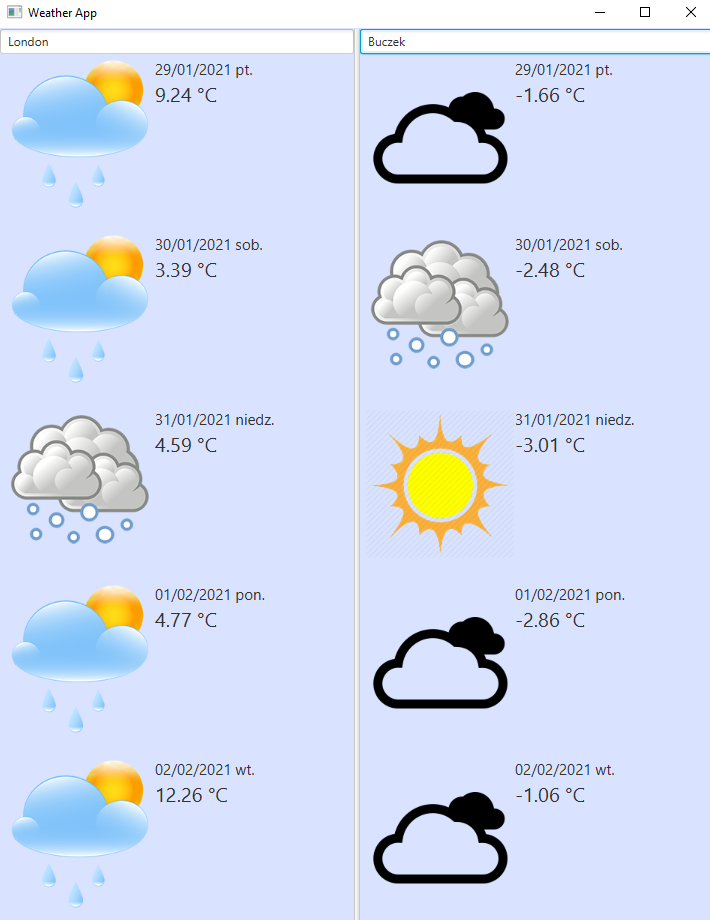 Weather App
London
29/01/2021 pt.
9.24 °C
30/01/2021 sob.
3.39 °C
31/01/2021 niedz.
4.59 °C
01/02/2021 pon.
4.77 °C
02/02/2021 wt.
12.26 °C
Buczek
29/01/2021 pt.
-1.66 °C
30/01/2021 sob.
-2.48 °C
31/01/2021 niedz.
-3.01 °C
01/02/2021 pon.
-2.86 °C
02/02/2021 wt.
-1.06 °C